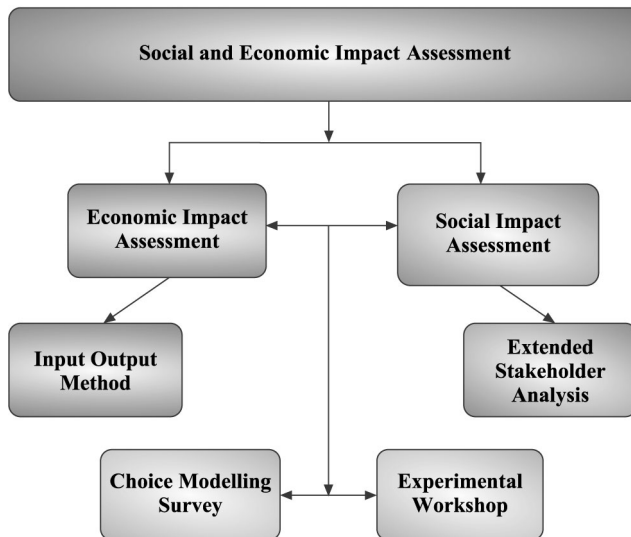 Social and Economic Impact Assessment
Economic Impact
Assessment
Social Impact
Assessment
Input Output
Method
Extended
Stakeholder
Analysis
Choice Modelling
Survey
Experimental
Workshop